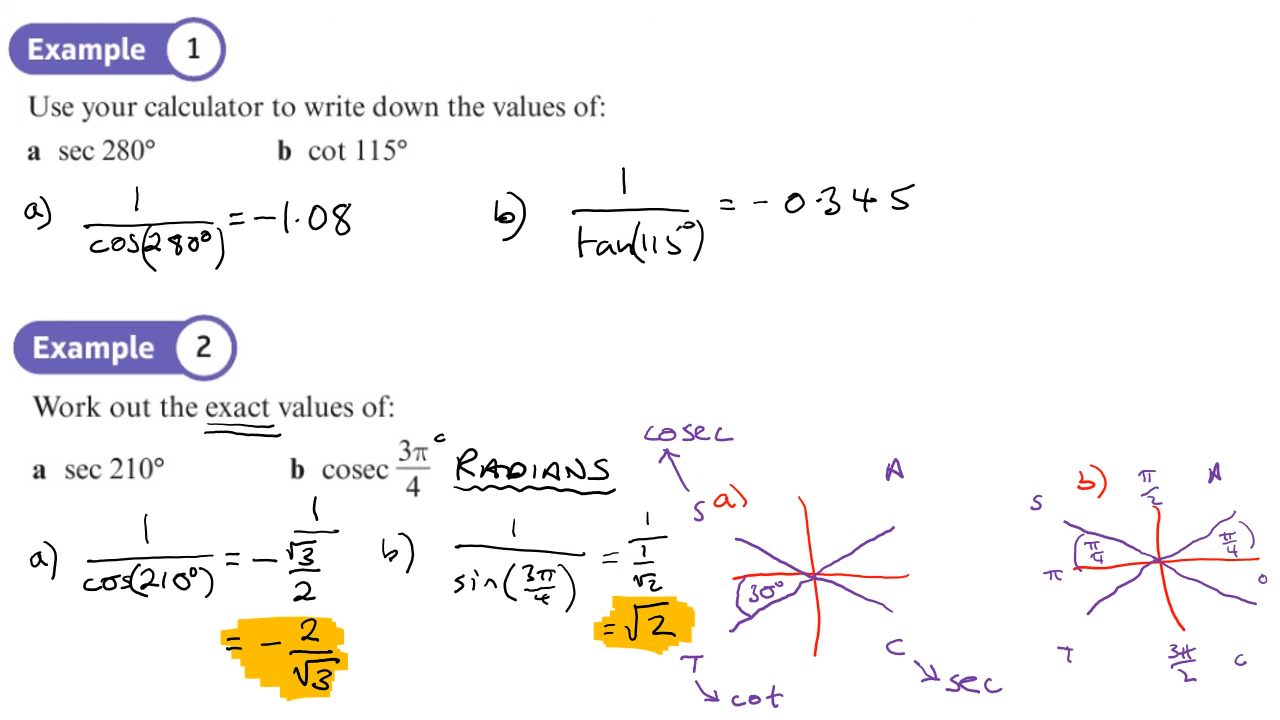 Example 1
Use your calculator to write down the values of:
a sec 280° b cot 115°
a) 1/cos(280°) = -1.08 b) 1/tan(115°) = -0.345
Example 2
Work out the exact values of:
a sec 210° b cosec 3π/4 ᶜ RADIANS
a) 1/cos(210°) = - 1/(√3/2) b) 1/sin(3π/4) = 1/(1/√2)
= - 2/√3 = √2
cosec
S a) A
30°
T C
cot sec
b) π/2 A
S
π/4 π/4
π 0
T 3π/2 C